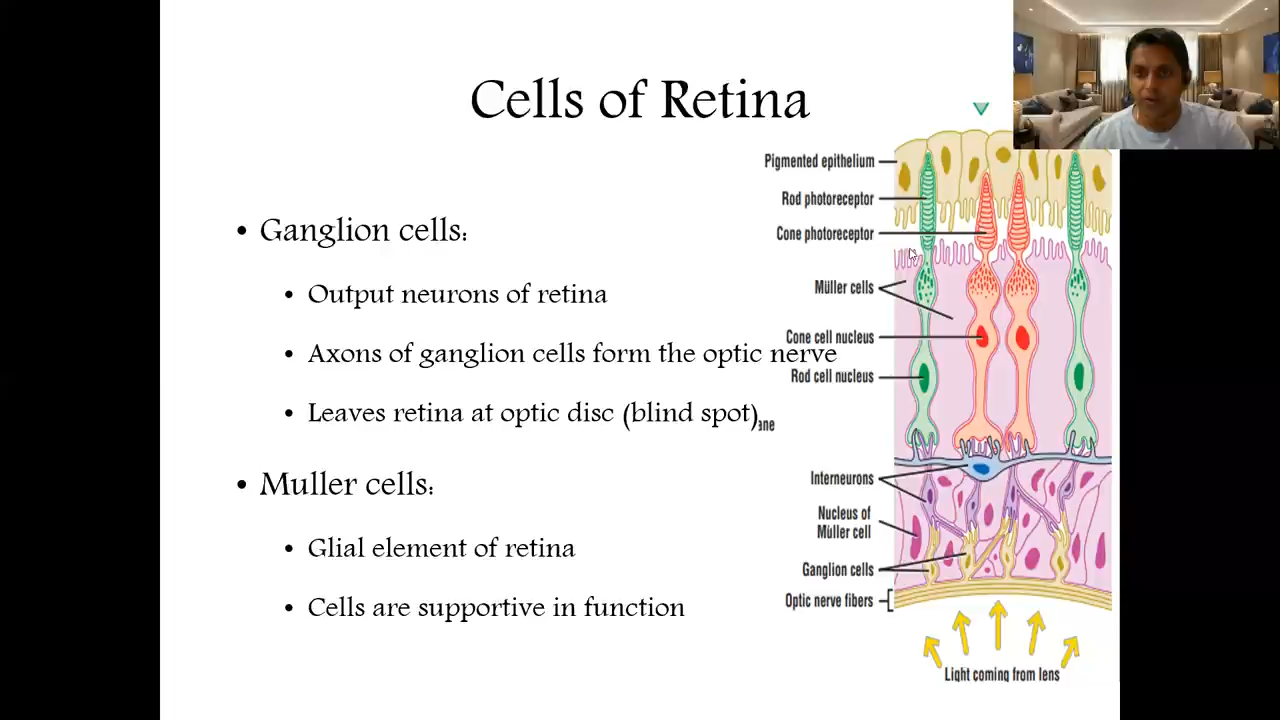 Cells of Retina
• Ganglion cells:
• Output neurons of retina
• Axons of ganglion cells form the optic nerve
• Leaves retina at optic disc (blind spot)
• Muller cells:
• Glial element of retina
• Cells are supportive in function
Pigmented epithelium
Rod photoreceptor
Cone photoreceptor
Müller cells
Cone cell nucleus
Rod cell nucleus
ane
Interneurons
Nucleus of
Müller cell
Ganglion cells
Optic nerve fibers
Light coming from lens